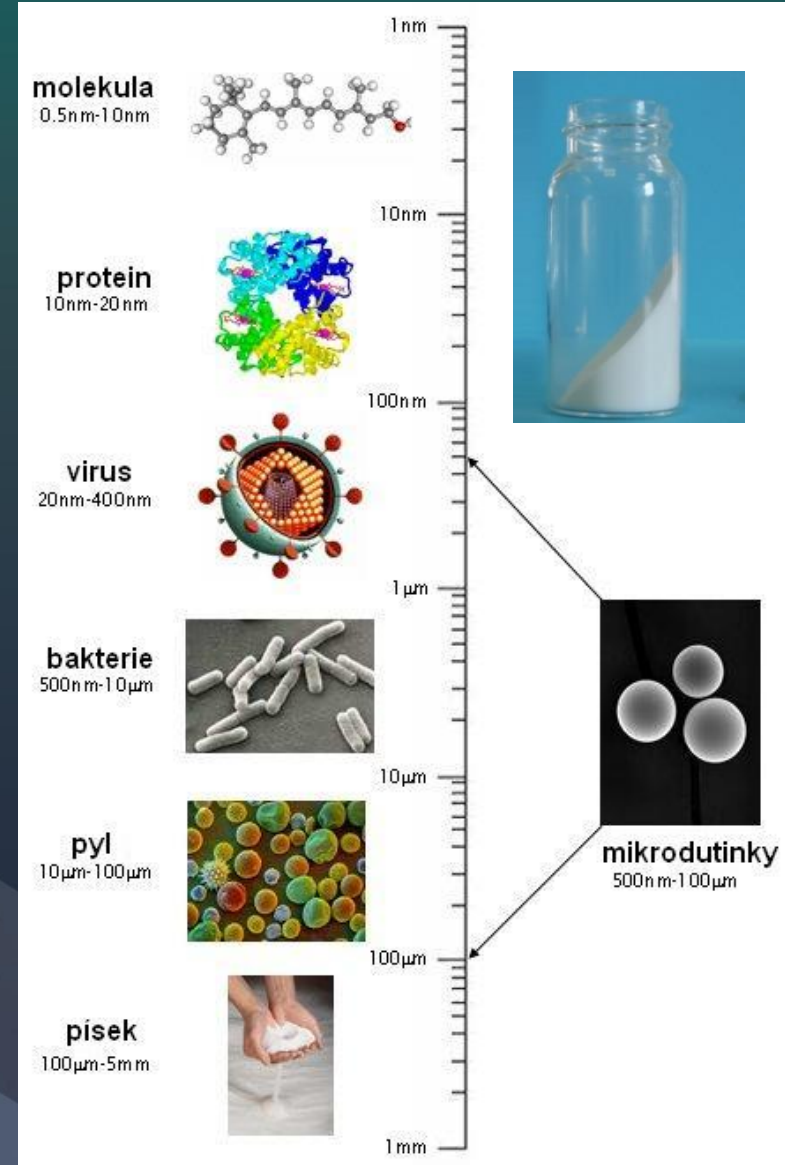 1nm
molekula
0.5nm-10nm
10nm
protein
10nm-20nm
100nm
virus
20nm-400nm
1µm
bakterie
500nm-10µm
10µm
pyl
10µm-100µm
mikrodutinky
500nm-100µm
100µm
písek
100µm-5mm
1mm